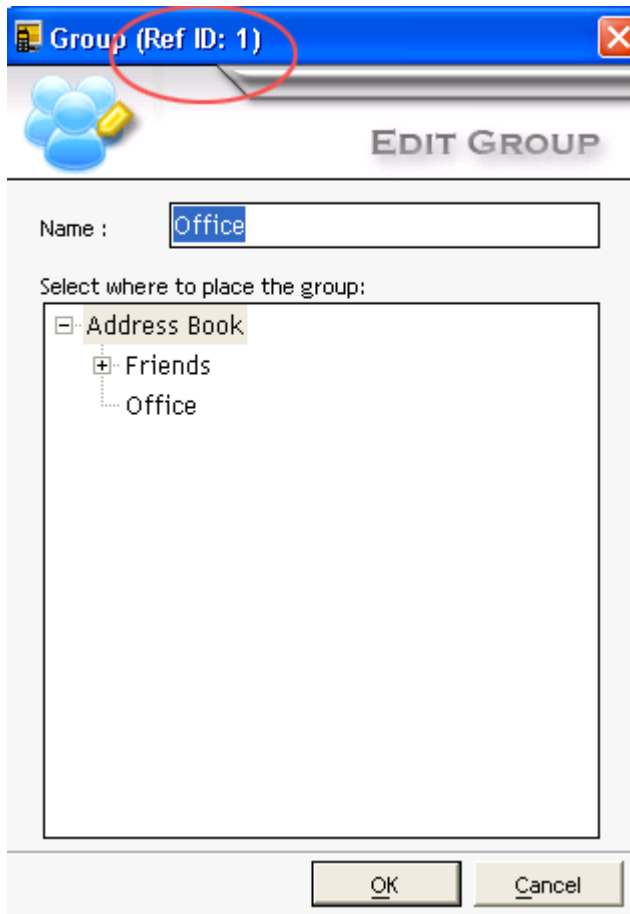 Group (Ref ID: 1)
EDIT GROUP
Name :
Office
Select where to place the group:
Address Book
Friends
Office
OK
Cancel